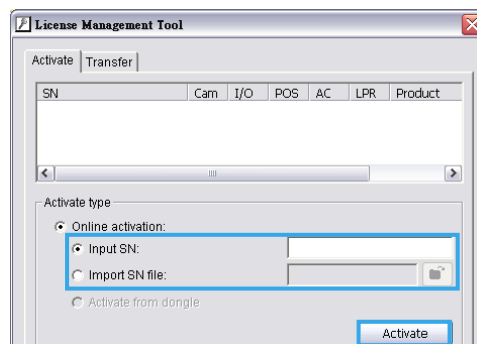 License Management Tool
Activate Transfer
SN Cam I/O POS AC LPR Product
Activate type
Online activation:
Input SN:
Import SN file:
Activate from dongle
Activate